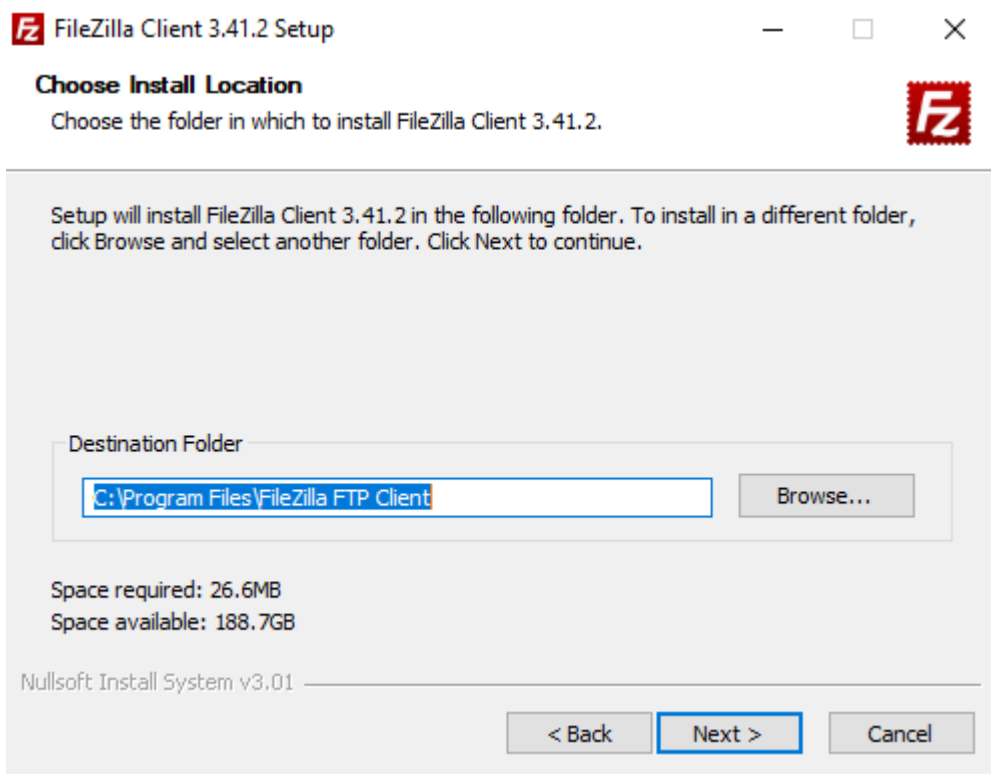 FileZilla Client 3.41.2 Setup
Choose Install Location
Choose the folder in which to install FileZilla Client 3.41.2.
Setup will install FileZilla Client 3.41.2 in the following folder. To install in a different folder,
click Browse and select another folder. Click Next to continue.
Destination Folder
C:\Program Files\FileZilla FTP Client
Browse...
Space required: 26.6MB
Space available: 188.7GB
Nullsoft Install System v3.01
< Back
Next >
Cancel